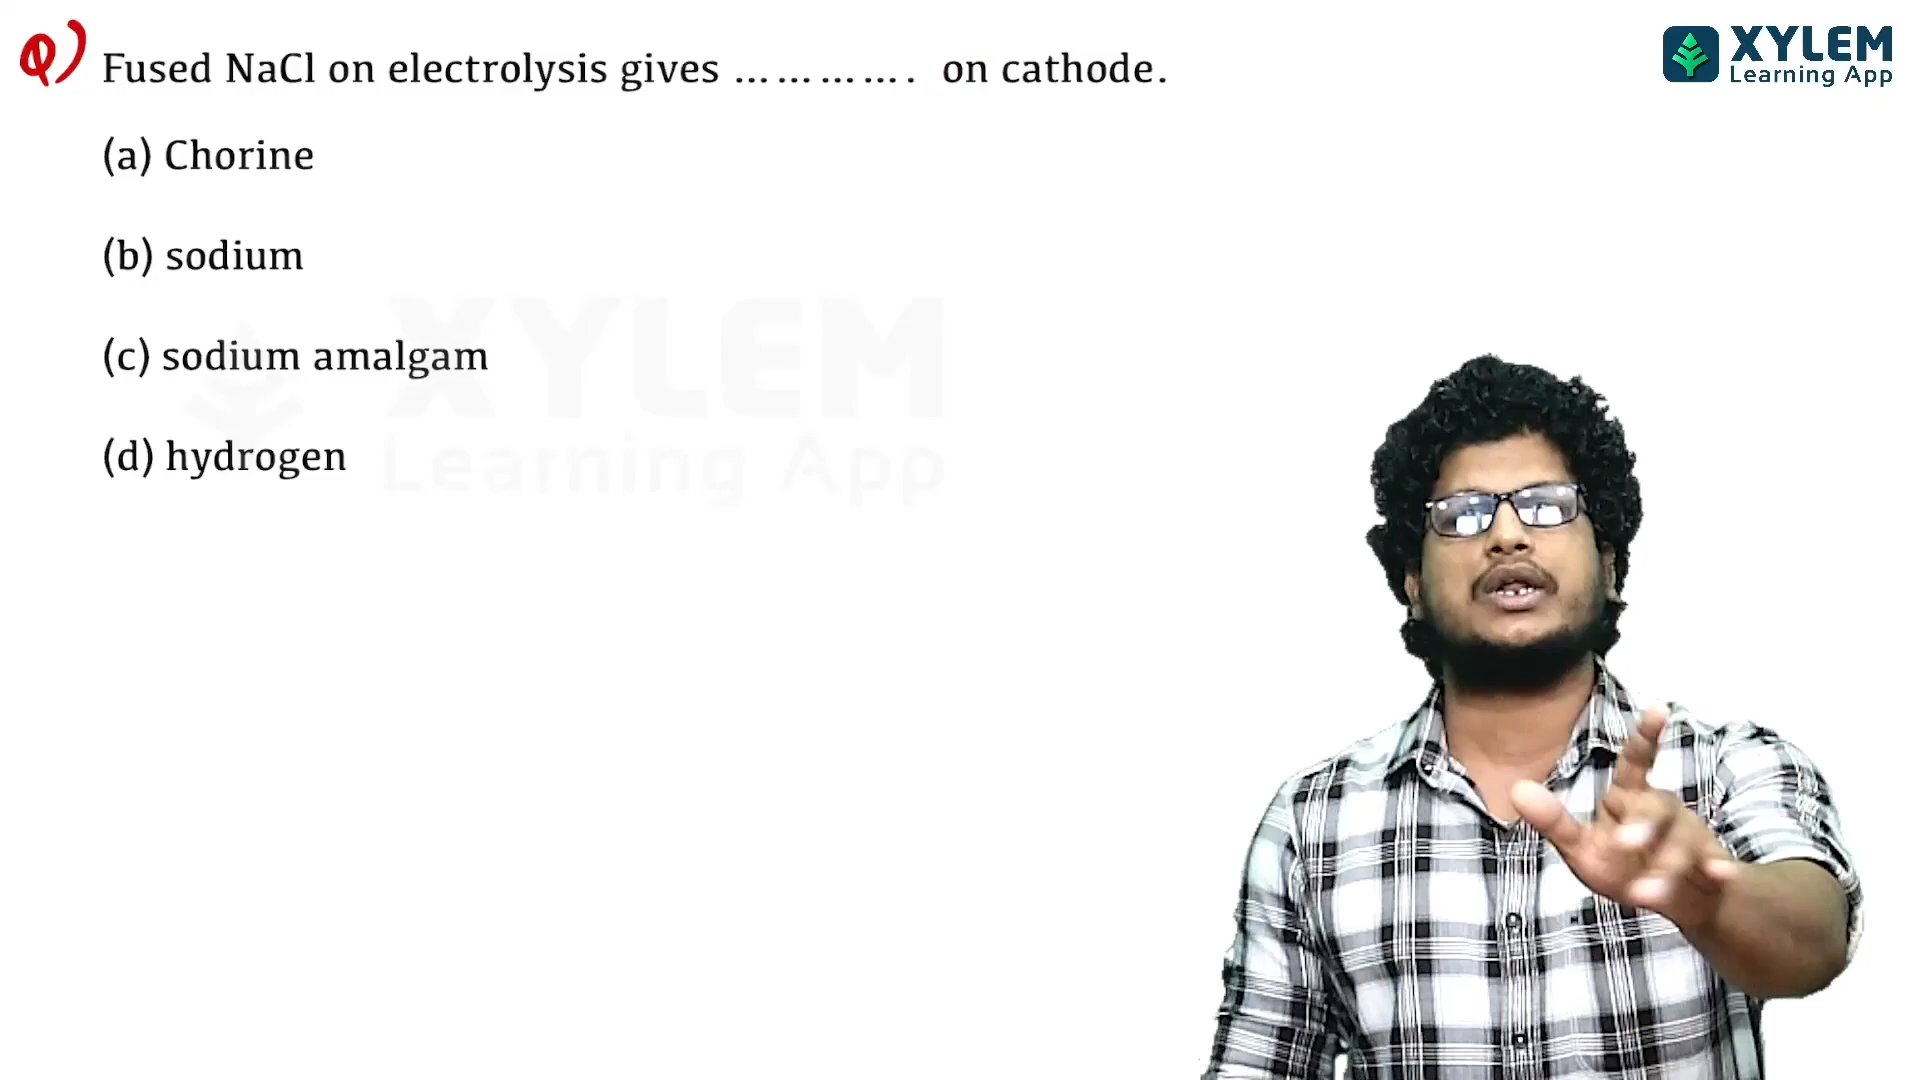 Q) Fused NaCl on electrolysis gives ............. on cathode.
(a) Chorine
(b) sodium
(c) sodium amalgam
(d) hydrogen
XYLEM
Learning App
XYLEM
Learning App